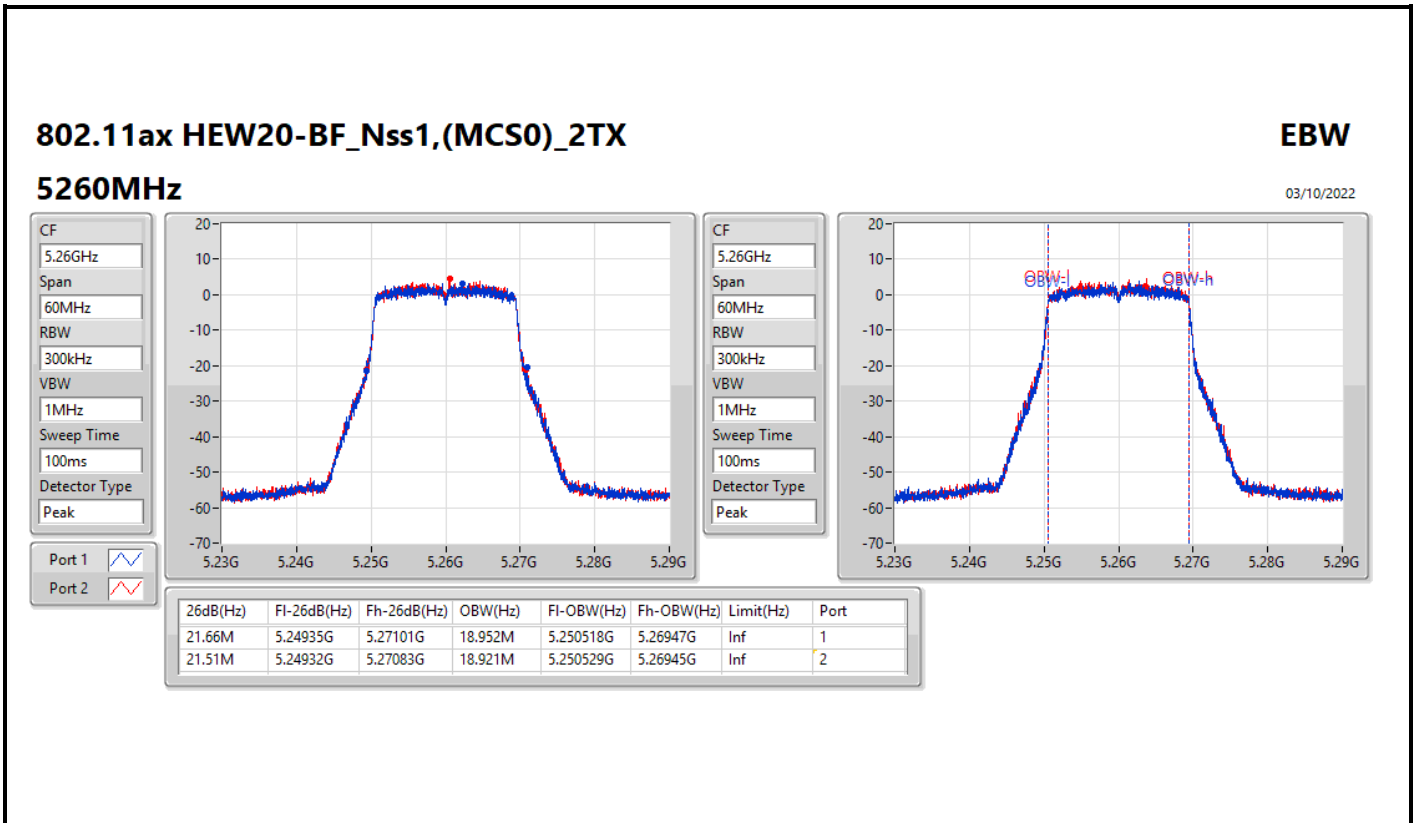 802.11ax HEW20-BF_Nss1,(MCS0)_2TX
EBW
5260MHz
03/10/2022
CF
5.26GHz
Span
60MHz
RBW
300kHz
VBW
1MHz
Sweep Time
100ms
Detector Type
Peak
Port 1
Port 2
20
10
0
-10
-20
-30
-40
-50
-60
-70
5.23G 5.24G 5.25G 5.26G 5.27G 5.28G 5.29G
CF
5.26GHz
Span
60MHz
RBW
300kHz
VBW
1MHz
Sweep Time
100ms
Detector Type
Peak
20
10
0
-10
-20
-30
-40
-50
-60
-70
OBW-l OBW-h
OBW-l OBW-h
5.23G 5.24G 5.25G 5.26G 5.27G 5.28G 5.29G
26dB(Hz) Fl-26dB(Hz) Fh-26dB(Hz) OBW(Hz) Fl-OBW(Hz) Fh-OBW(Hz) Limit(Hz) Port
21.66M 5.24935G 5.27101G 18.952M 5.250518G 5.26947G Inf 1
21.51M 5.24932G 5.27083G 18.921M 5.250529G 5.26945G Inf 2